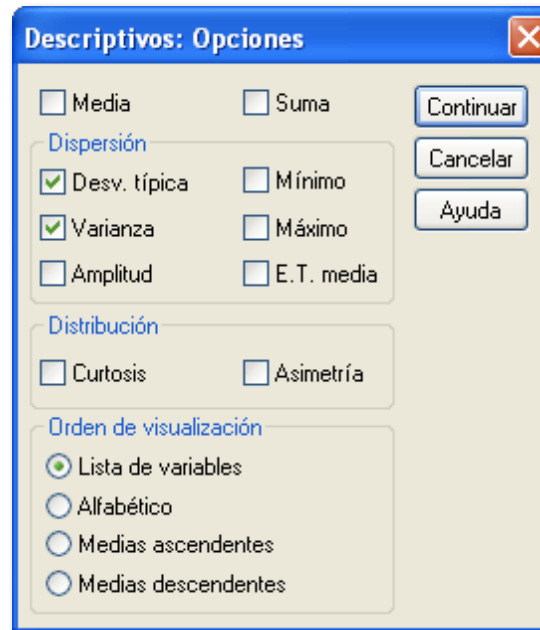 Descriptivos: Opciones
Media Suma
Continuar
Dispersión
Cancelar
Desv. típica Mínimo
Ayuda
Varianza Máximo
Amplitud E.T. media
Distribución
Curtosis Asimetría
Orden de visualización
Lista de variables
Alfabético
Medias ascendentes
Medias descendentes